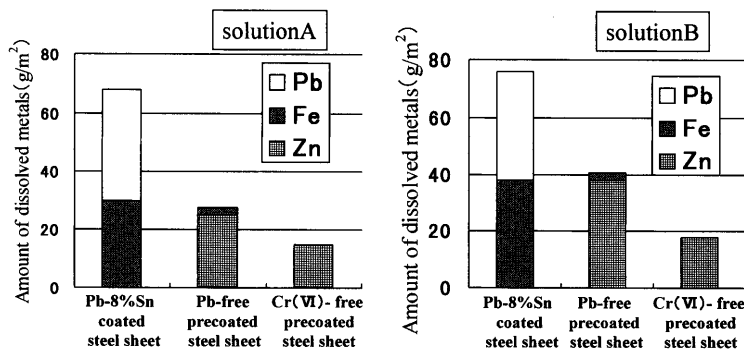 solutionA
Amount of dissolved metals(g/m²)
80
60
40
20
0
Pb
Fe
Zn
Pb-8%Sn
coated
steel sheet
Pb-free
precoated
steel sheet
Cr(Ⅵ)- free
precoated
steel sheet
solutionB
Amount of dissolved metals(g/m²)
80
60
40
20
0
Pb
Fe
Zn
Pb-8%Sn
coated
steel sheet
Pb-free
precoated
steel sheet
Cr(Ⅵ)- free
precoated
steel sheet